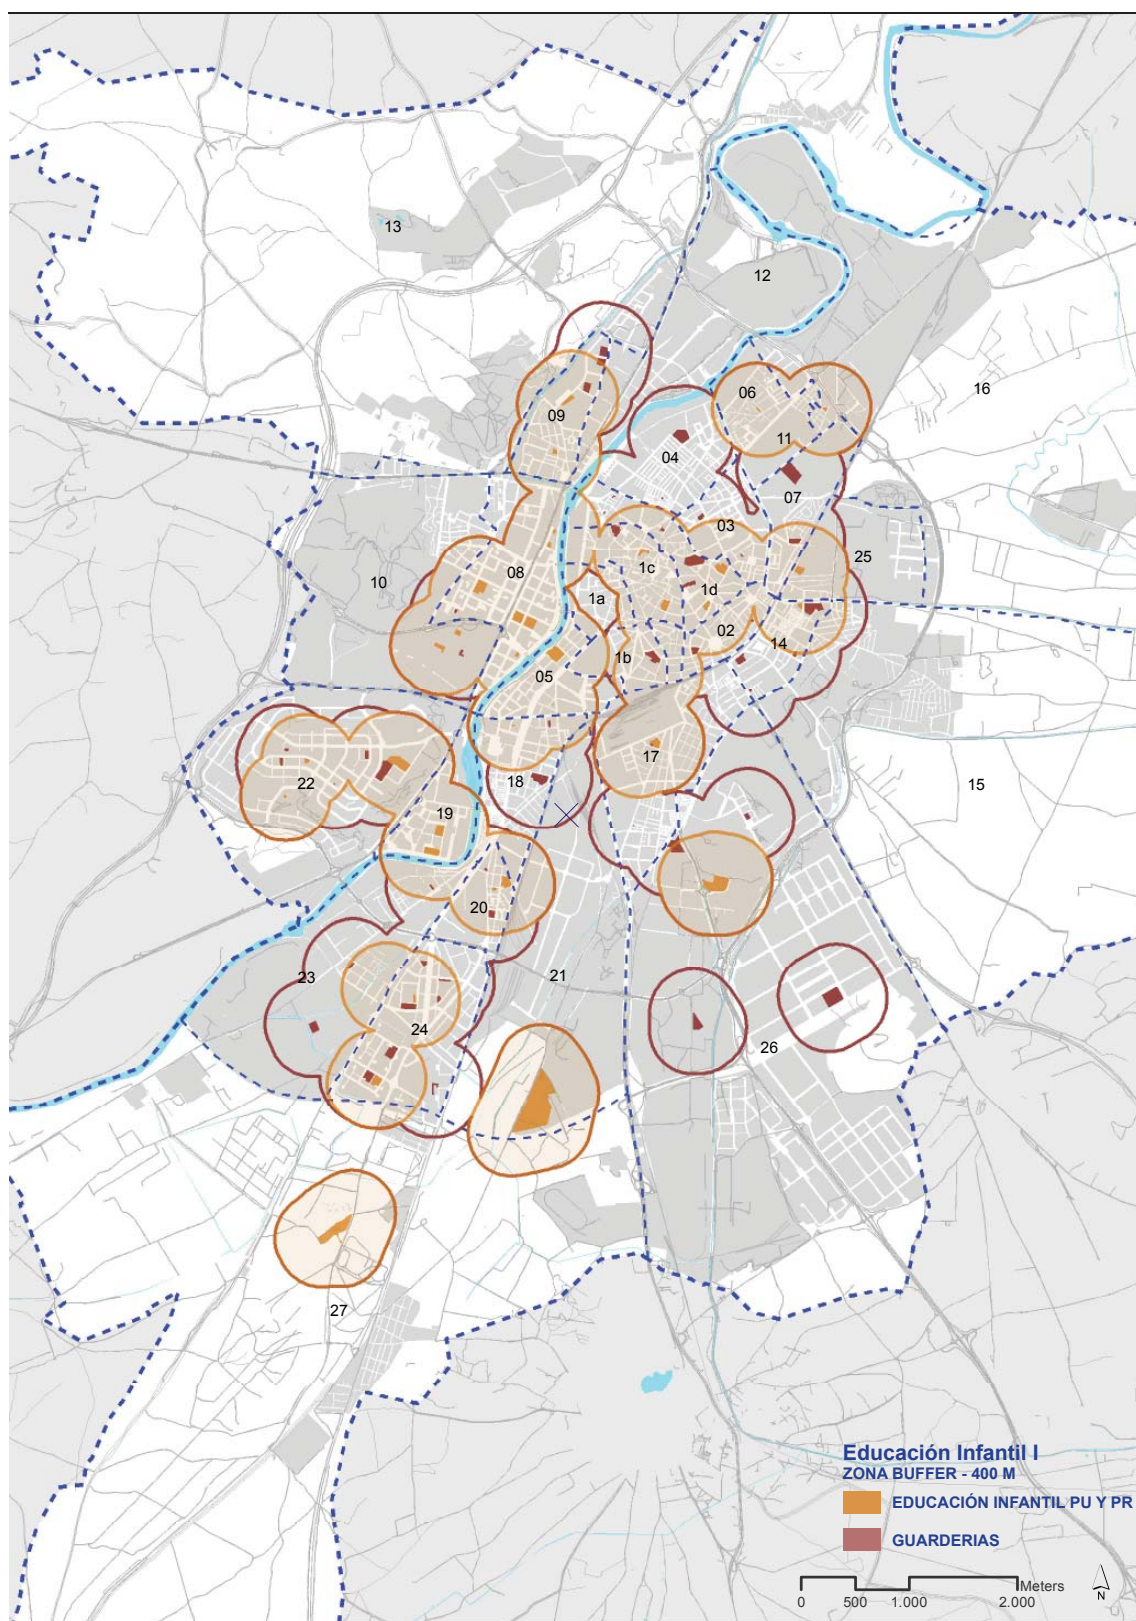 13
12
16
06
09
11
04
07
03
25
1c
08
10
1d
1a
02
14
1b
05
17
18
15
22
19
20
23
21
24
26
27
Educación Infantil I
ZONA BUFFER - 400 M
EDUCACIÓN INFANTIL PU Y PR
GUARDERIAS
Meters
0 500 1.000 2.000
N